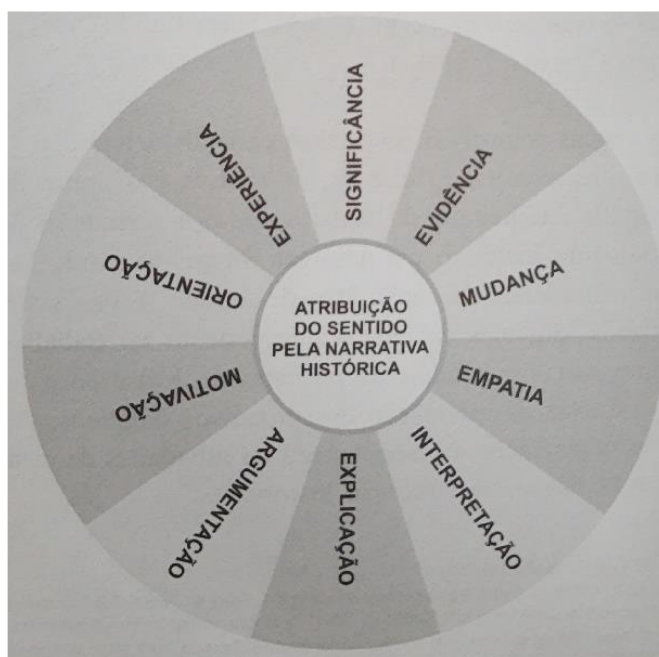 SIGNIFICÂNCIA
EVIDÊNCIA
MUDANÇA
EMPATIA
INTERPRETAÇÃO
EXPLICAÇÃO
ARGUMENTAÇÃO
MOTIVAÇÃO
ORIENTAÇÃO
EXPERIÊNCIA
ATRIBUIÇÃO
DO SENTIDO
PELA NARRATIVA
HISTÓRICA